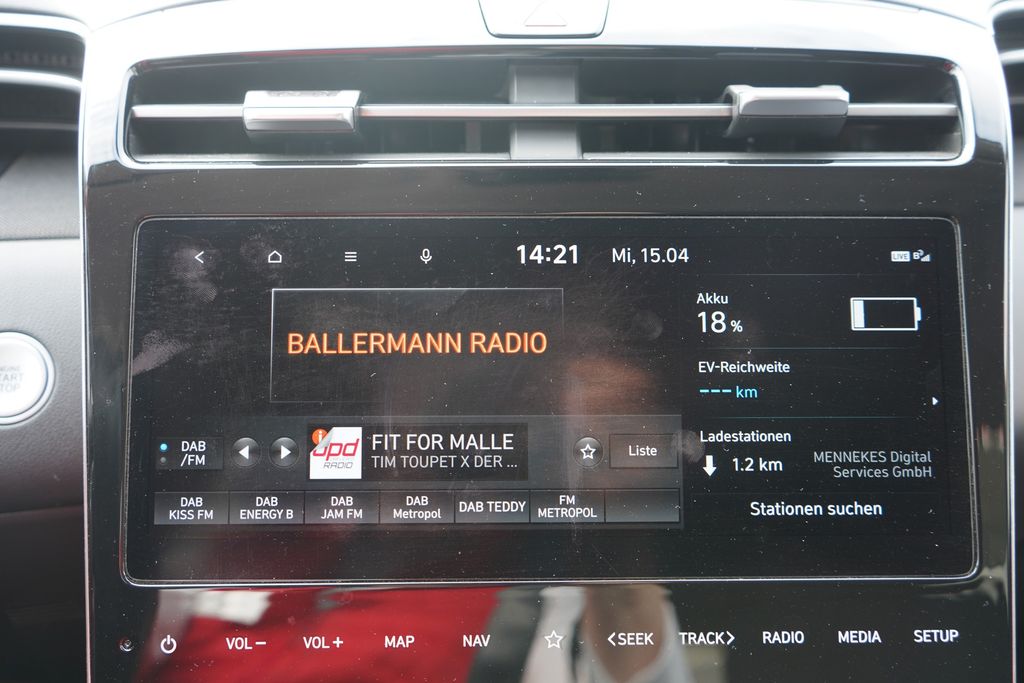 14:21 Mi, 15.04 LIVE
BALLERMANN RADIO
Akku
18 %
EV-Reichweite
--- km
DAB
/FM
RADIO
FIT FOR MALLE
TIM TOUPET X DER ...
Liste
Ladestationen
1.2 km
MENNEKES Digital
Services GmbH
Stationen suchen
DAB
KISS FM
DAB
ENERGY B
DAB
JAM FM
DAB
Metropol
DAB TEDDY
FM
METROPOL
START
STOP
VOL− VOL+ MAP NAV <SEEK TRACK> RADIO MEDIA SETUP